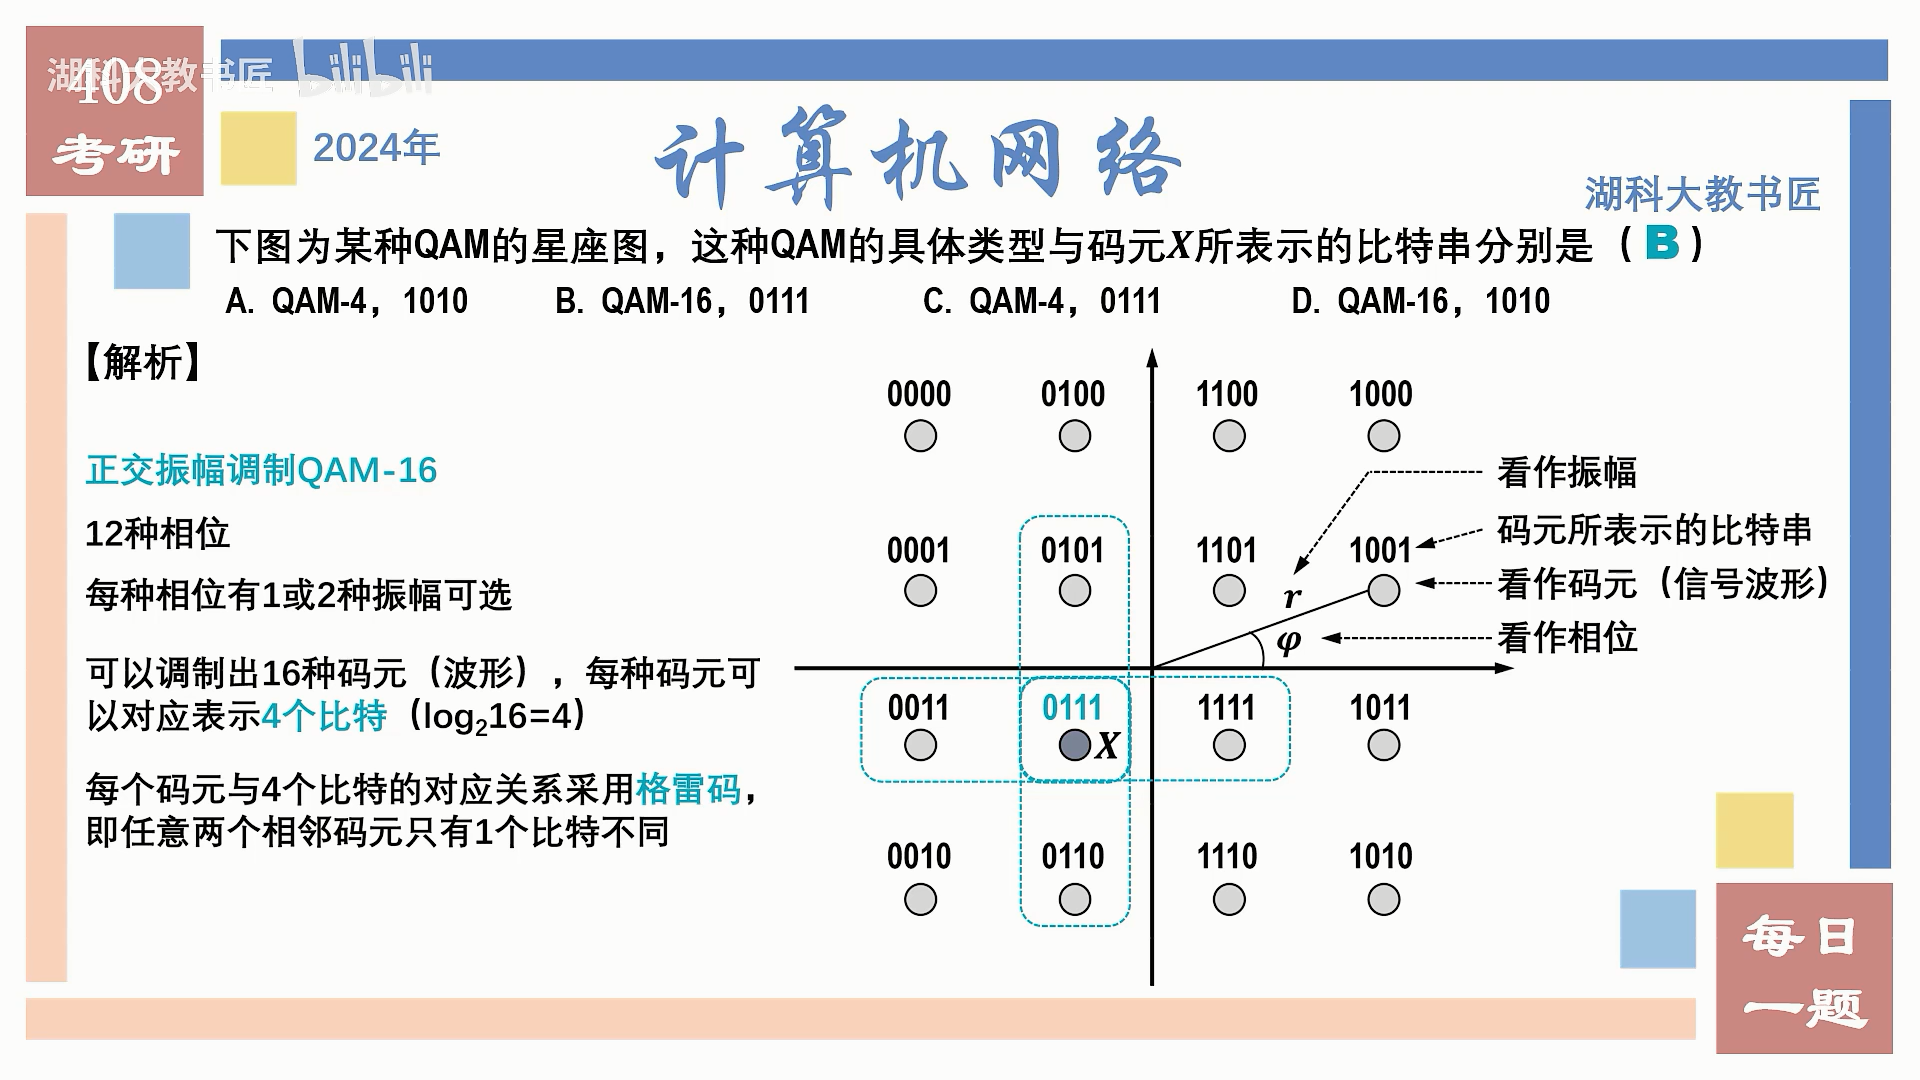 湖科大教书匠 bilibili
408
考研
2024年
计算机网络
湖科大教书匠
下图为某种QAM的星座图，这种QAM的具体类型与码元X所表示的比特串分别是（B）
A. QAM-4，1010 B. QAM-16，0111 C. QAM-4，0111 D. QAM-16，1010
【解析】
正交振幅调制QAM-16
12种相位
每种相位有1或2种振幅可选
可以调制出16种码元（波形），每种码元可
以对应表示4个比特（log₂16=4）
每个码元与4个比特的对应关系采用格雷码，
即任意两个相邻码元只有1个比特不同
0000 0100 1100 1000
看作振幅
0001 0101 1101 1001
码元所表示的比特串
看作码元（信号波形）
r
φ
看作相位
0011 0111 1111 1011
X
0010 0110 1110 1010
每日
一题